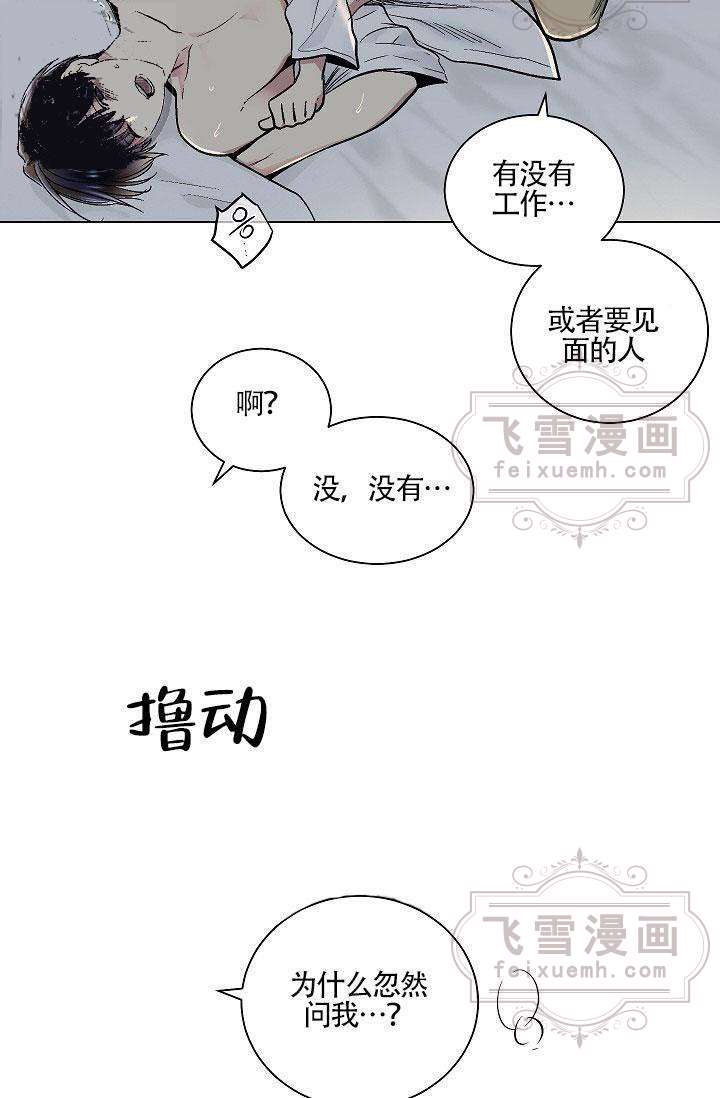 有没有
工作…
或者要见
面的人
飞雪漫画
feixuemh.com
啊？
没，没有…
撸动
飞雪漫画
feixuemh.com
为什么忽然
问我…？